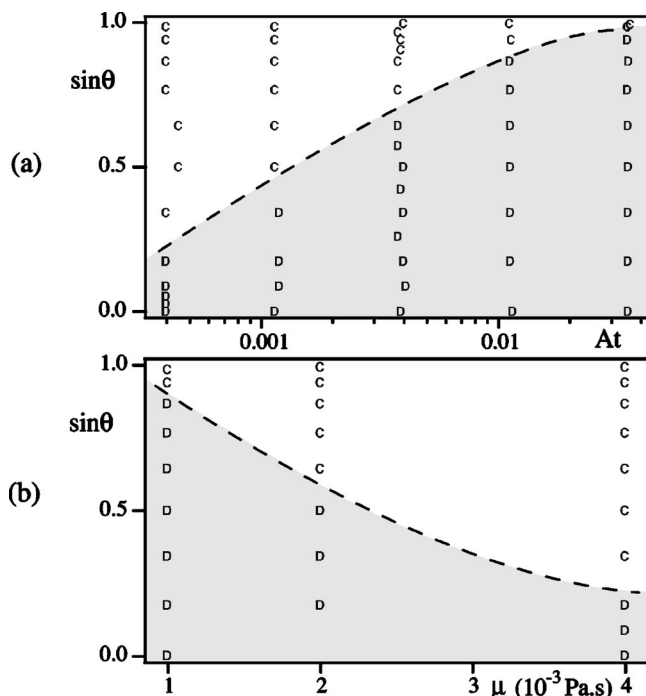 1.0 C C C C C C
C
C C C C D
C
C C C D D
sinθ
C C C D D
C C D D D
D
(a) 0.5 C C D D D
D
C D D D D
D
D D D D D
D D D
D
D
0.0 D D D D D
0.001 0.01 At
1.0 C C C
C C C
D C C
sinθ
D C C
D C C
(b) 0.5 D D C
D D C
D D D
D
0.0 D D
1 2 3 μ (10⁻³ Pa.s) 4